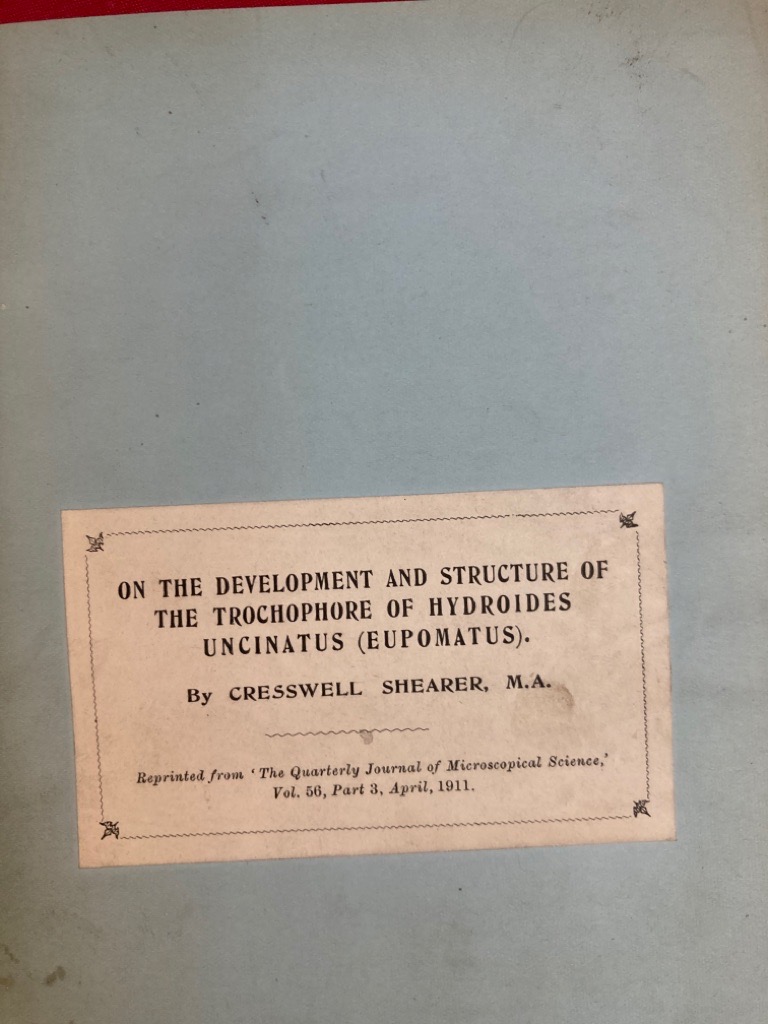 ON THE DEVELOPMENT AND STRUCTURE OF
THE TROCHOPHORE OF HYDROIDES
UNCINATUS (EUPOMATUS).
By CRESSWELL SHEARER, M.A.
Reprinted from ‘The Quarterly Journal of Microscopical Science,’
Vol. 56, Part 3, April, 1911.